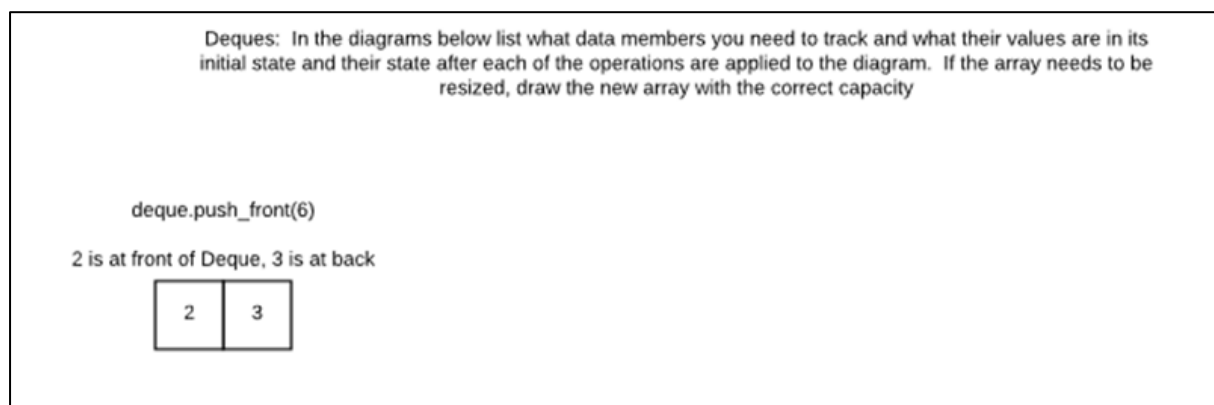 Deques:  In the diagrams below list what data members you need to track and what their values are in its
initial state and their state after each of the operations are applied to the diagram.  If the array needs to be
resized, draw the new array with the correct capacity
deque.push_front(6)
2 is at front of Deque, 3 is at back
2 3